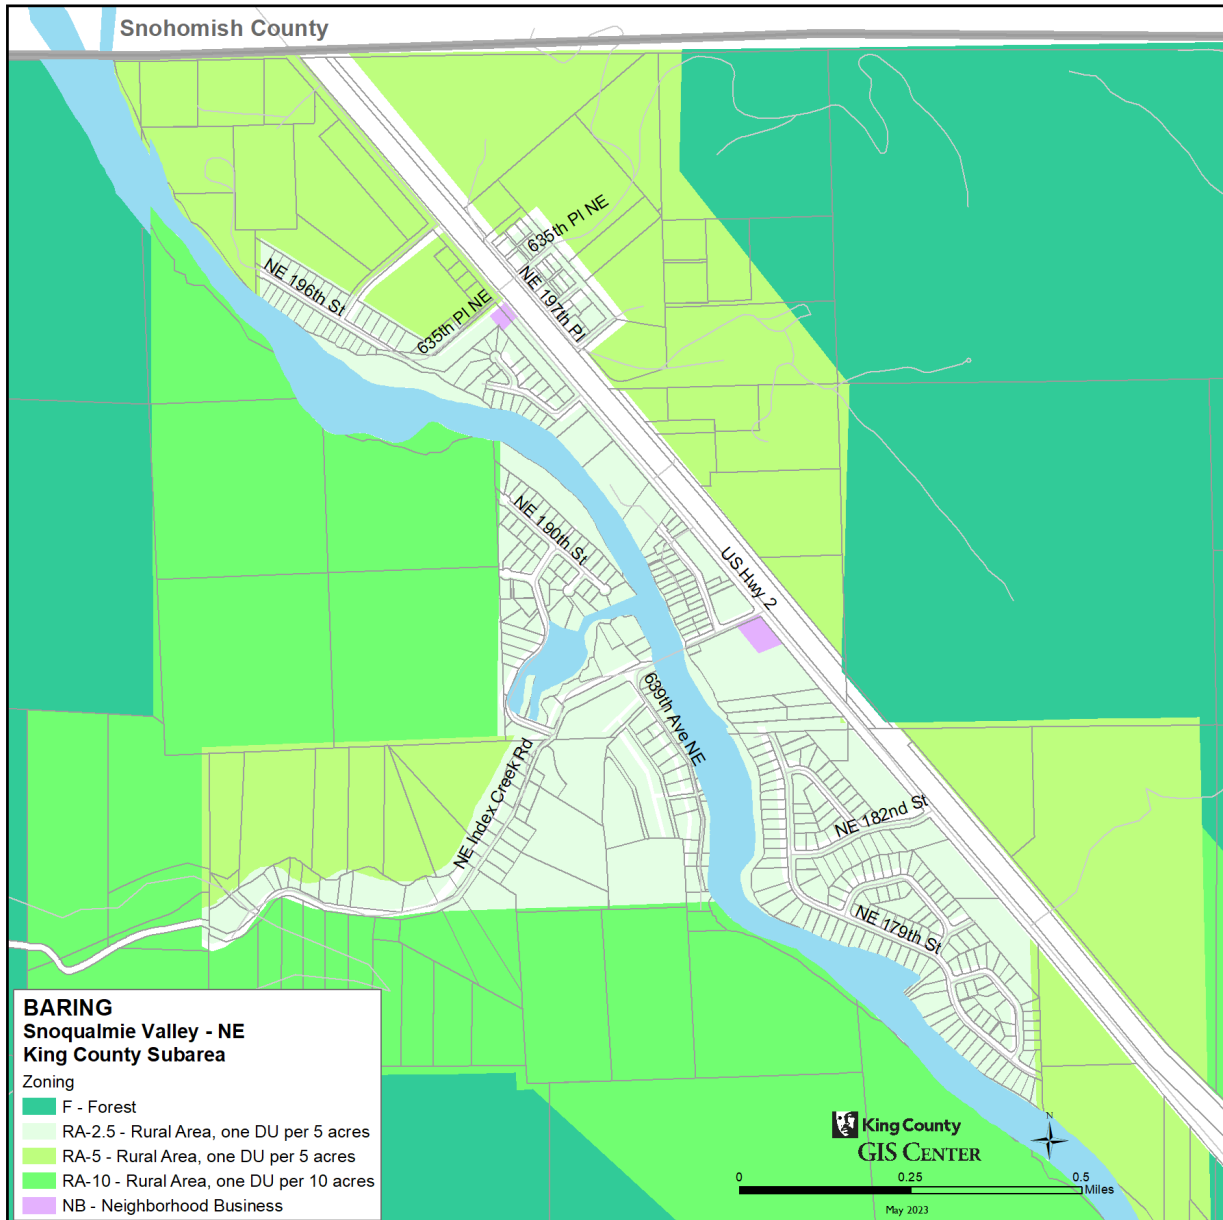 Snohomish County
635th Pl NE
NE 196th St
NE 197th Pl
635th Pl NE
NE 190th St
US Hwy 2
639th Ave NE
NE Index Creek Rd
NE 182nd St
NE 179th St
BARING
Snoqualmie Valley - NE
King County Subarea
Zoning
F - Forest
RA-2.5 - Rural Area, one DU per 5 acres
RA-5 - Rural Area, one DU per 5 acres
RA-10 - Rural Area, one DU per 10 acres
NB - Neighborhood Business
King County
GIS CENTER
N
0 0.25 0.5
Miles
May 2023